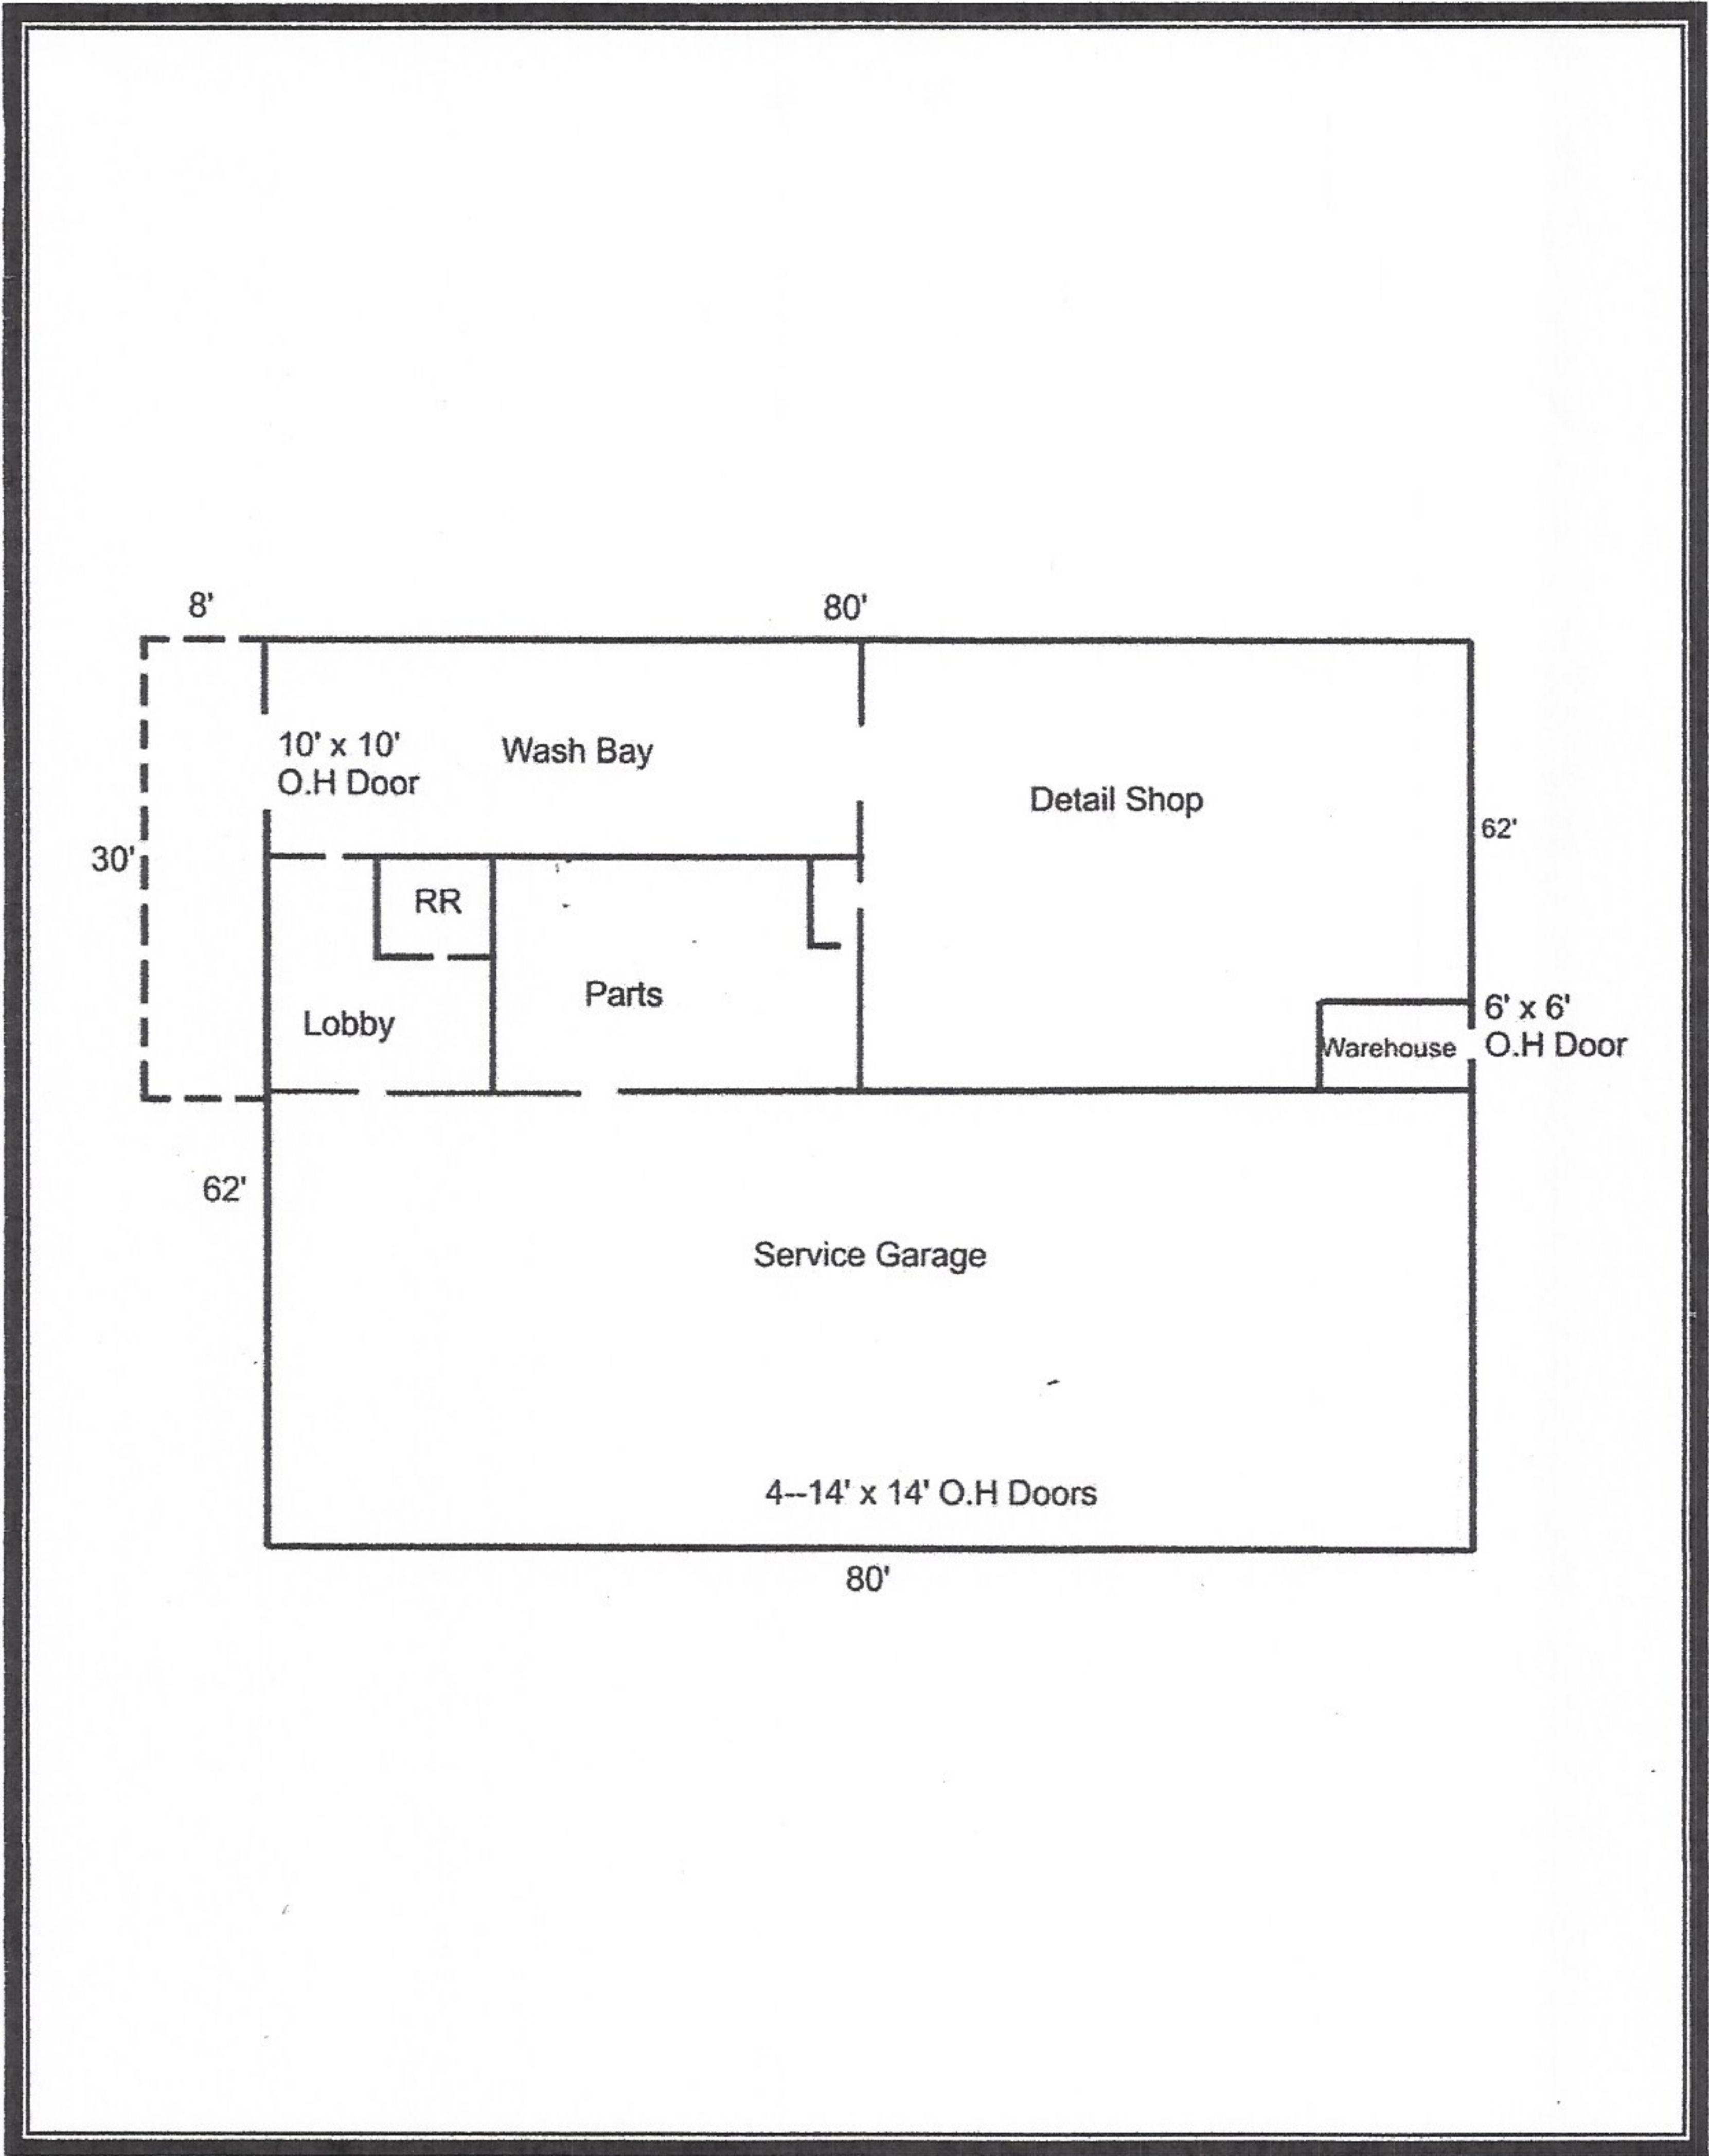 8'
80'
10' x 10'
O.H Door
Wash Bay
Detail Shop
62'
30'
RR
Parts
Lobby
6' x 6'
O.H Door
Warehouse
62'
Service Garage
4--14' x 14' O.H Doors
80'